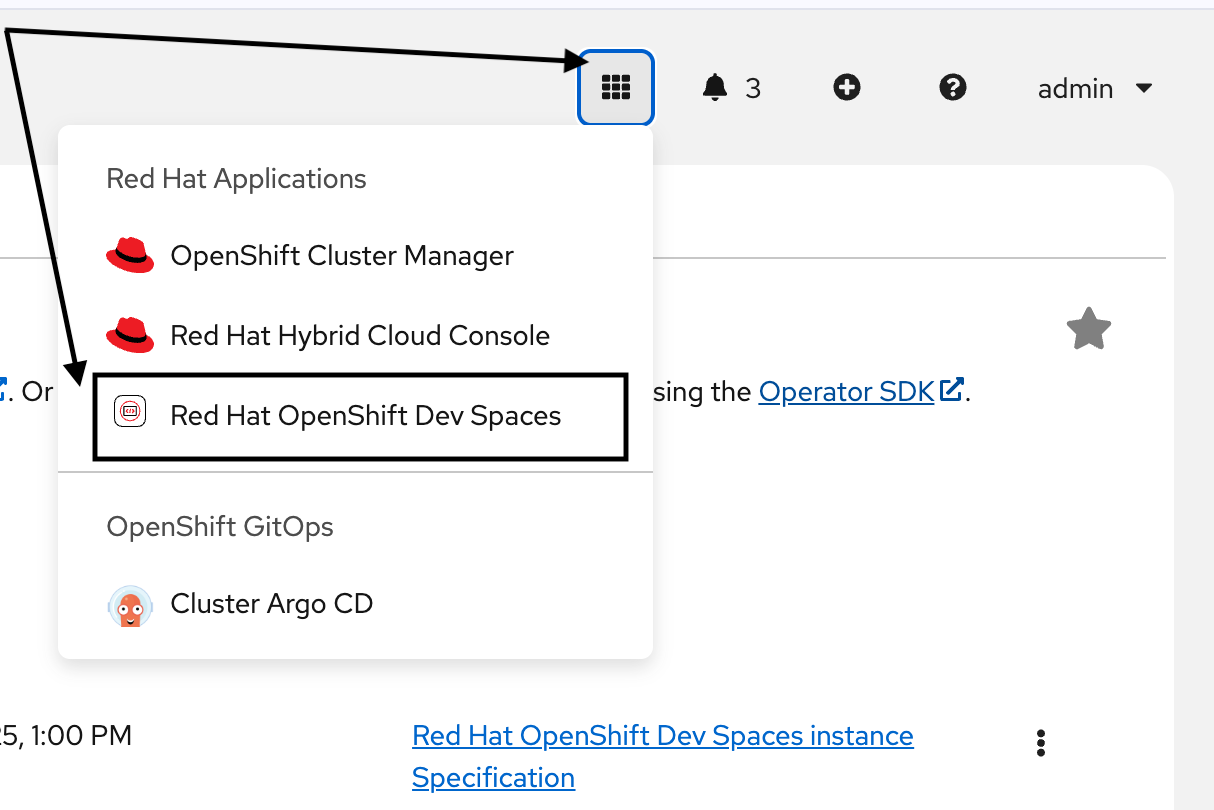 3
admin
Red Hat Applications
OpenShift Cluster Manager
Red Hat Hybrid Cloud Console
. Or
sing the Operator SDK.
Red Hat OpenShift Dev Spaces
OpenShift GitOps
Cluster Argo CD
25, 1:00 PM
Red Hat OpenShift Dev Spaces instance
Specification